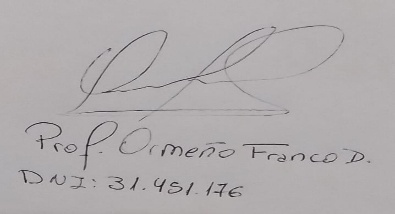 Prof. Ormeño Franco D.
DNI: 31.451.176